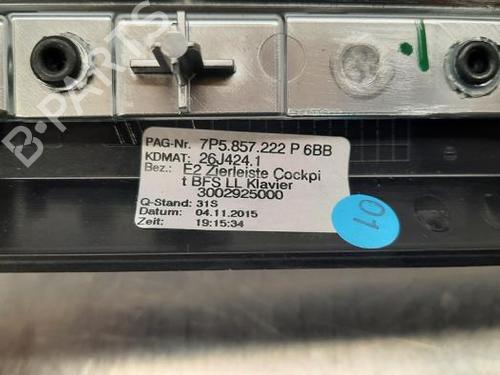 B-PARTS
PAG-Nr. 7P5.857.222 P 6BB
KDMAT: 26J424.1
Bez.: E2 Zierleiste Cockpi
t BFS LL Klavier
3002925000
Q-Stand: 31S
Datum: 04.11.2015
Zeit: 19:15:34
01